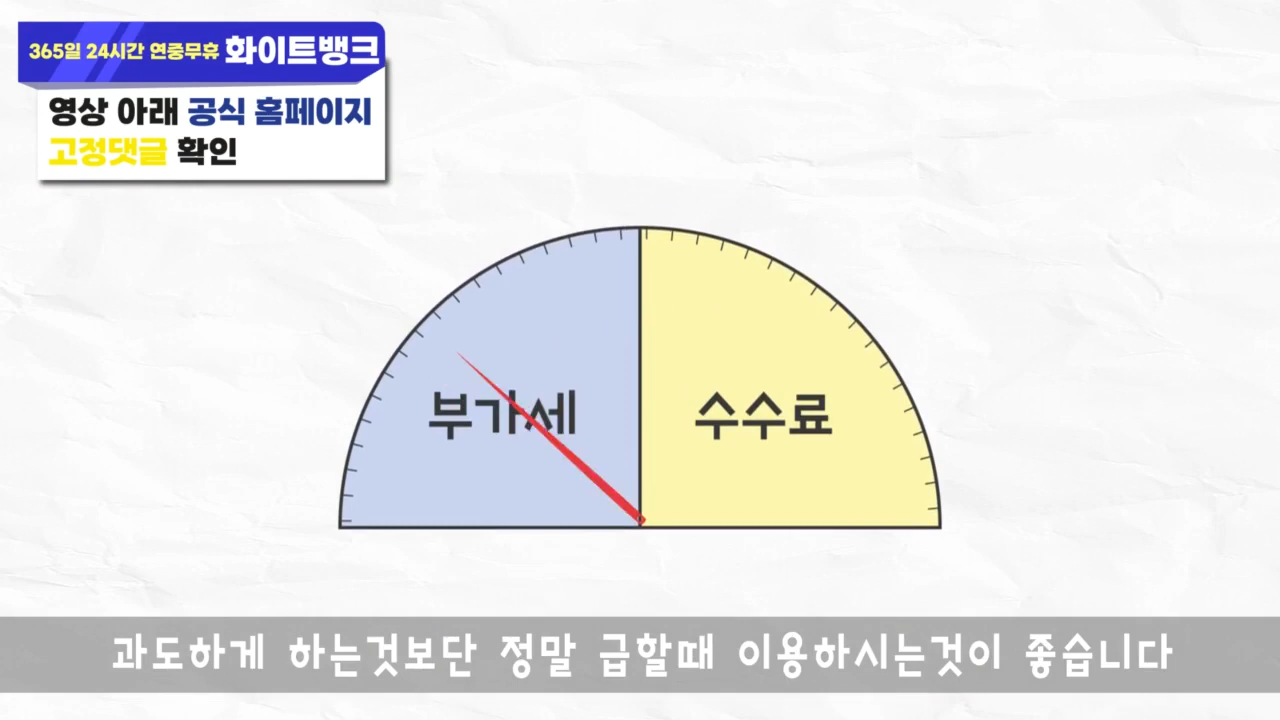 365일 24시간 연중무휴 화이트뱅크
영상 아래 공식 홈페이지
고정댓글 확인
부가세
수수료
과도하게 하는것보단 정말 급할때 이용하시는것이 좋습니다